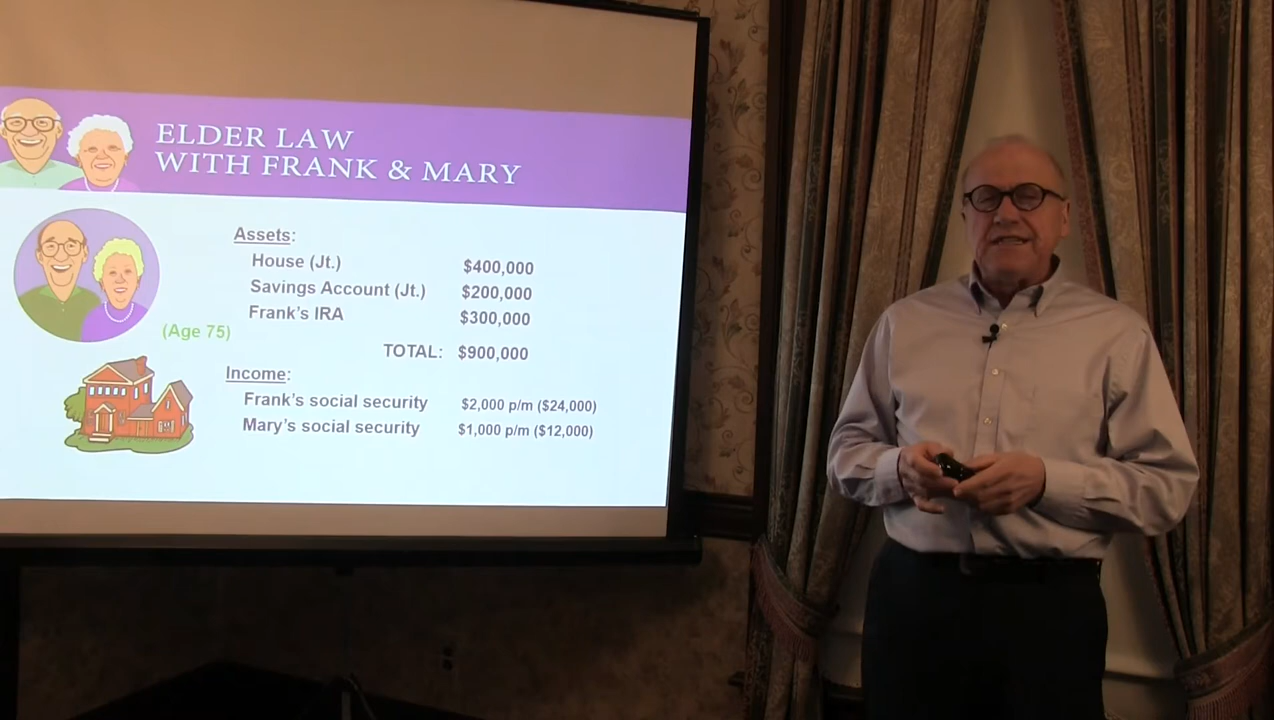 ELDER LAW
WITH FRANK & MARY
Assets:
House (Jt.) $400,000
Savings Account (Jt.) $200,000
Frank's IRA $300,000
(Age 75)
TOTAL: $900,000
Income:
Frank's social security $2,000 p/m ($24,000)
Mary's social security $1,000 p/m ($12,000)